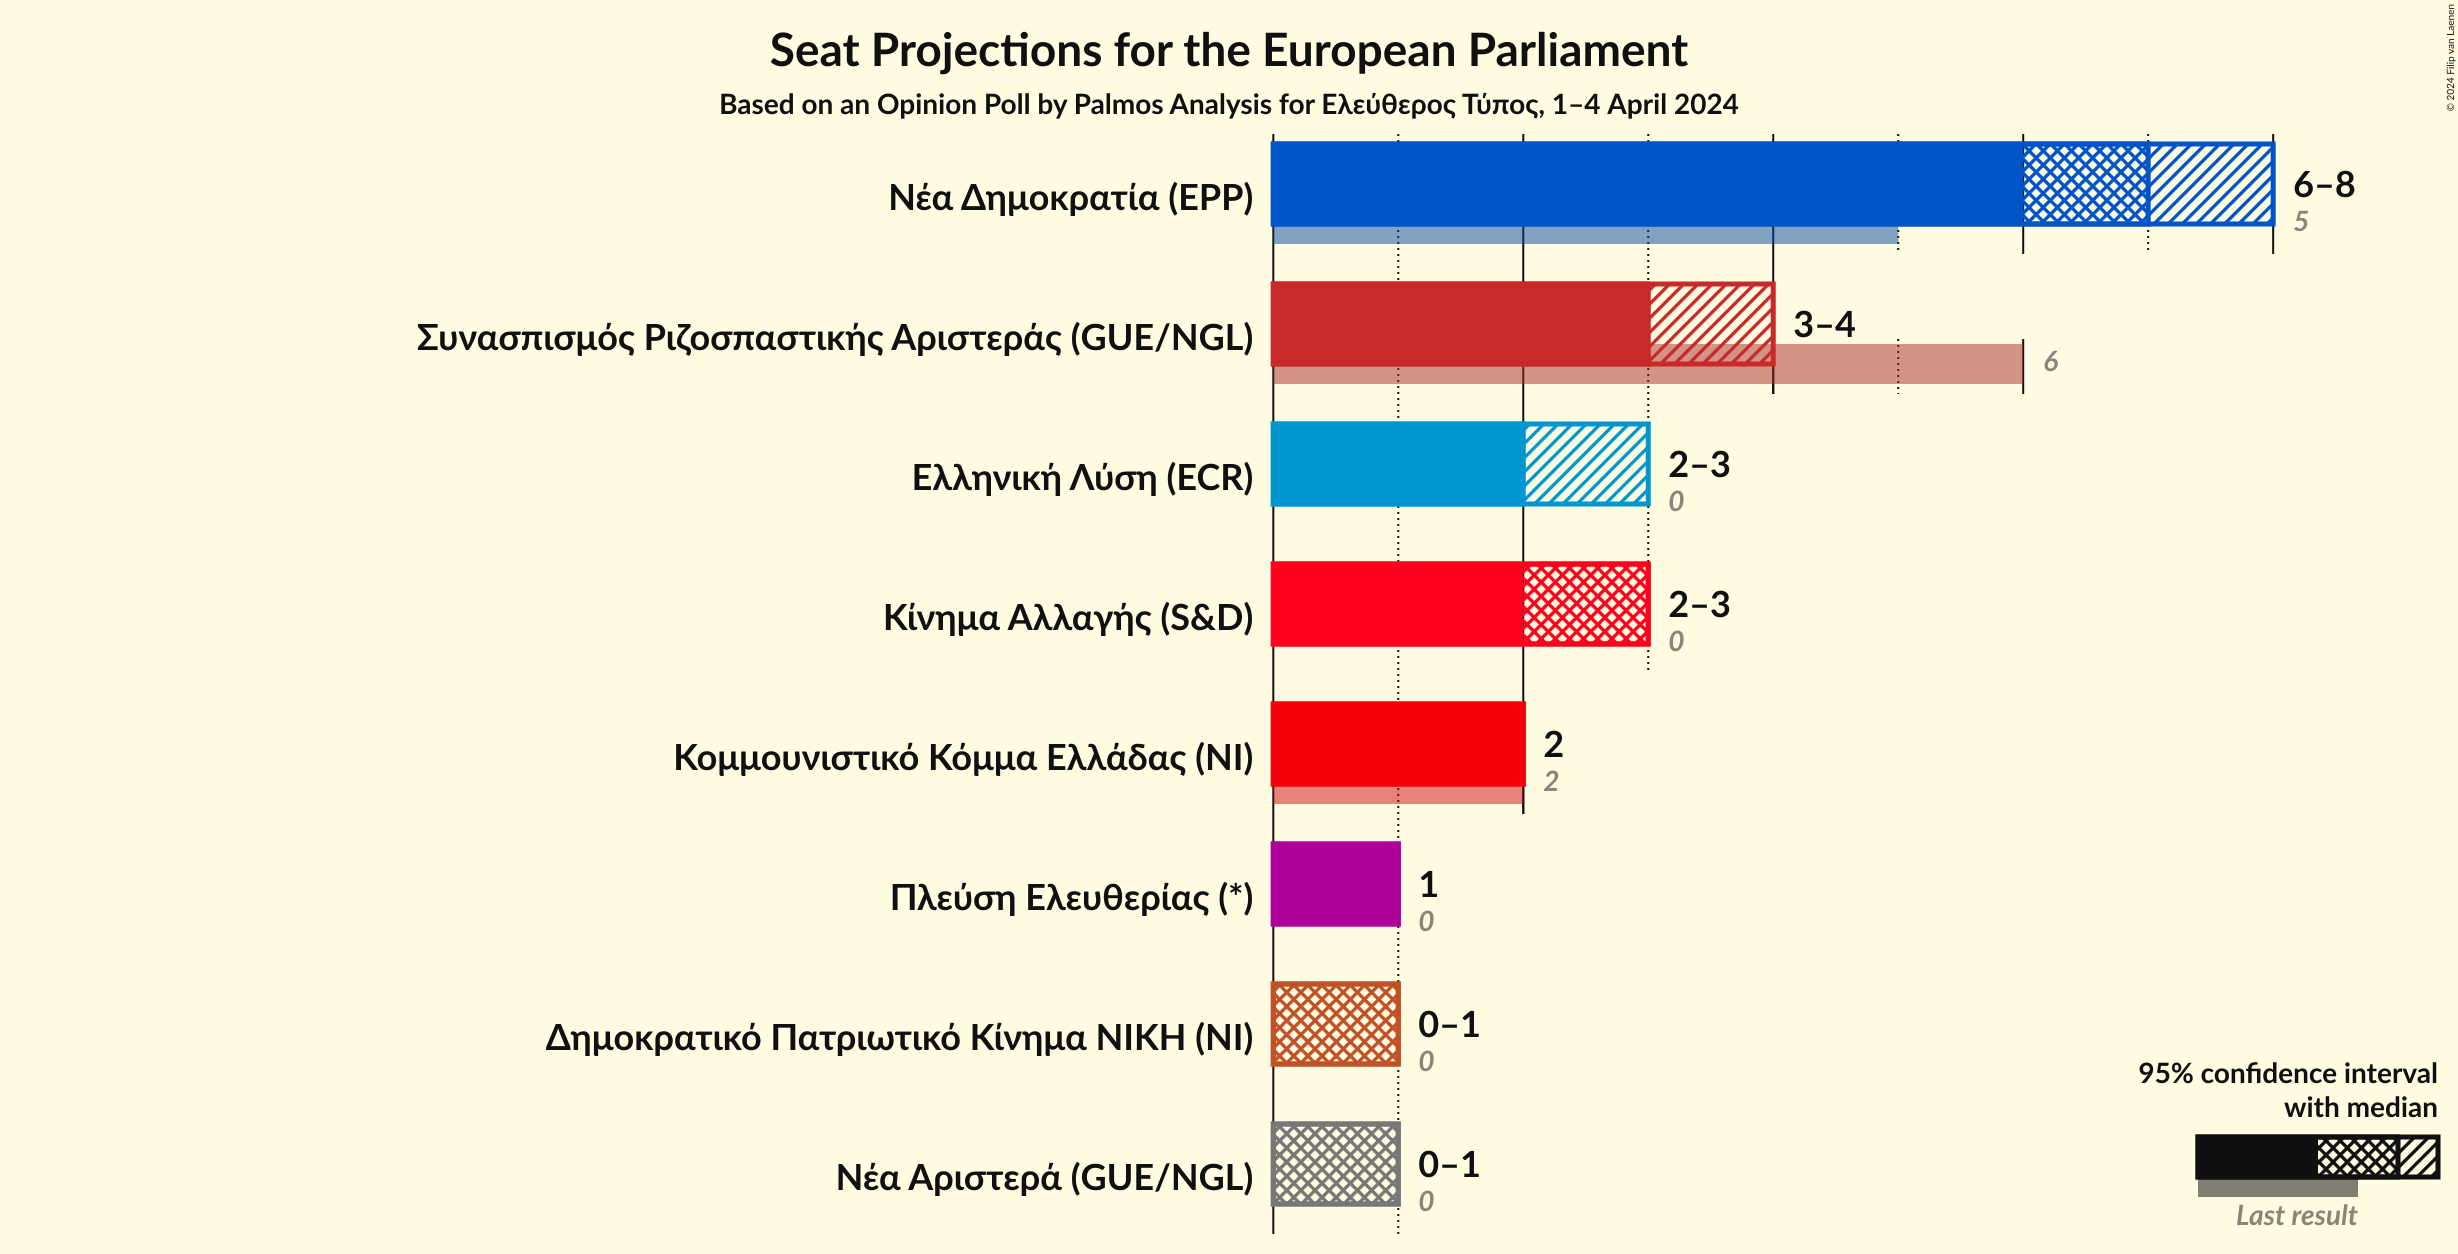 Seat Projections for the European Parliament
Based on an Opinion Poll by Palmos Analysis for Ελεύθερος Τύπος, 1–4 April 2024
© 2024 Filip van Laenen
Νέα Δημοκρατία (EPP)
6–8
5
Συνασπισμός Ριζοσπαστικής Αριστεράς (GUE/NGL)
3–4
6
Ελληνική Λύση (ECR)
2–3
0
Κίνημα Αλλαγής (S&D)
2–3
0
Κομμουνιστικό Κόμμα Ελλάδας (NI)
2
2
Πλεύση Ελευθερίας (*)
1
0
Δημοκρατικό Πατριωτικό Κίνημα ΝΙΚΗ (NI)
0–1
0
Νέα Αριστερά (GUE/NGL)
0–1
0
95% confidence interval
with median
Last result